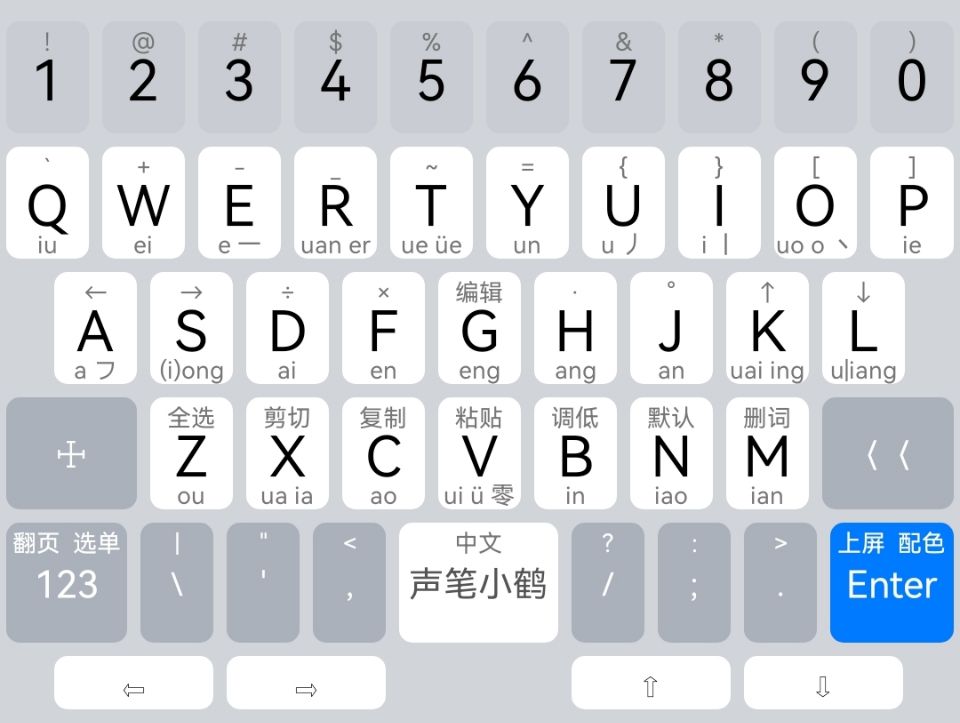 ! @ # $ % ^ & * ( )
1 2 3 4 5 6 7 8 9 0
` + - _ ~ = { } [ ]
Q W E R T Y U I O P
iu ei e 一 uan er ue üe un u 丿 i 丨 uo o 丶 ie
← → ÷ × 编辑 · ° ↑ ↓
A S D F G H J K L
a フ (i)ong ai en eng ang an uai ing u|iang
全选 剪切 复制 粘贴 调低 默认 删词
Z X C V B N M 〈〈
ou ua ia ao ui ü 零 in iao ian
翻页 选单 | " < 中文 ? : > 上屏 配色
123 \ ' , 声笔小鹤 / ; . Enter
⇦ ⇨ ⇧ ⇩